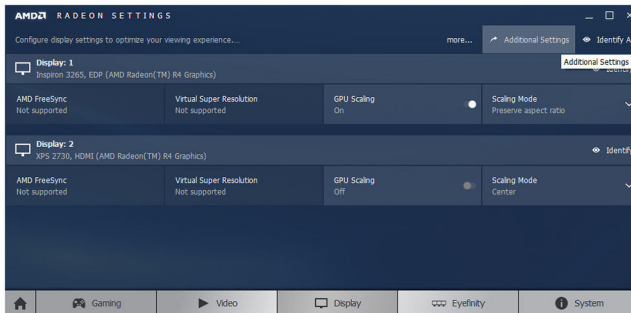 AMD RADEON SETTINGS
Configure display settings to optimize your viewing experience.... more... Additional Settings Identify A
Additional Settings
Display: 1
Inspiron 3265, EDP (AMD Radeon(TM) R4 Graphics)
AMD FreeSync Virtual Super Resolution GPU Scaling Scaling Mode
Not supported Not supported On Preserve aspect ratio
Display: 2 Identify
XPS 2730, HDMI (AMD Radeon(TM) R4 Graphics)
AMD FreeSync Virtual Super Resolution GPU Scaling Scaling Mode
Not supported Not supported Off Center
Gaming Video Display Eyefinity System